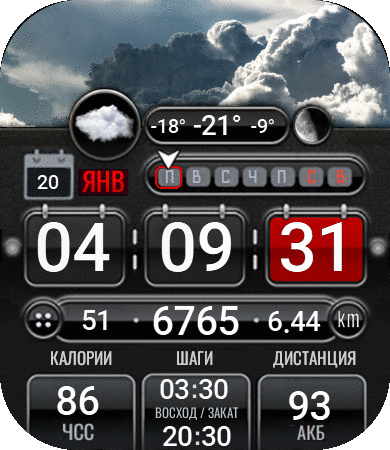 -18° -21° -9°
20 ЯНВ П В С Ч П С В
04 09 31
51 · 6765 · 6.44 km
КАЛОРИИ ШАГИ ДИСТАНЦИЯ
86 03:30 93
ЧСС ВОСХОД / ЗАКАТ АКБ
20:30